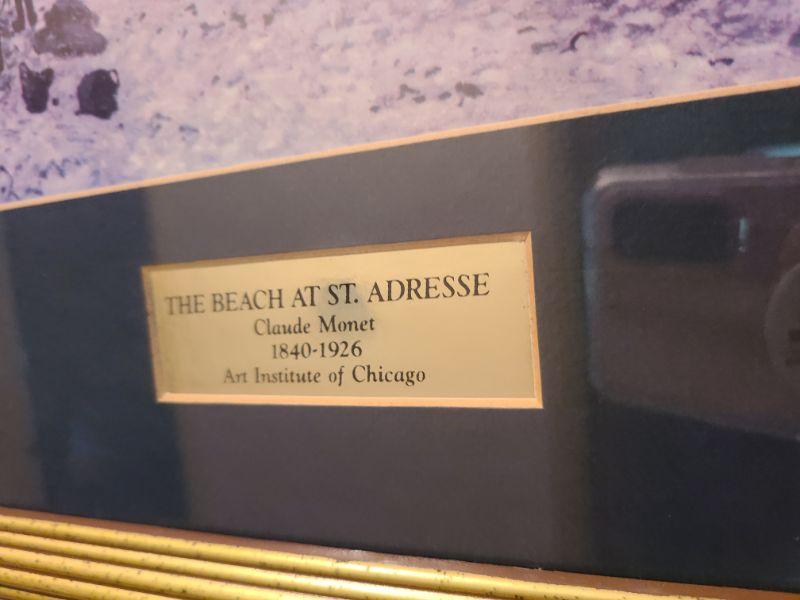 THE BEACH AT ST. ADRESSE
Claude Monet
1840-1926
Art Institute of Chicago